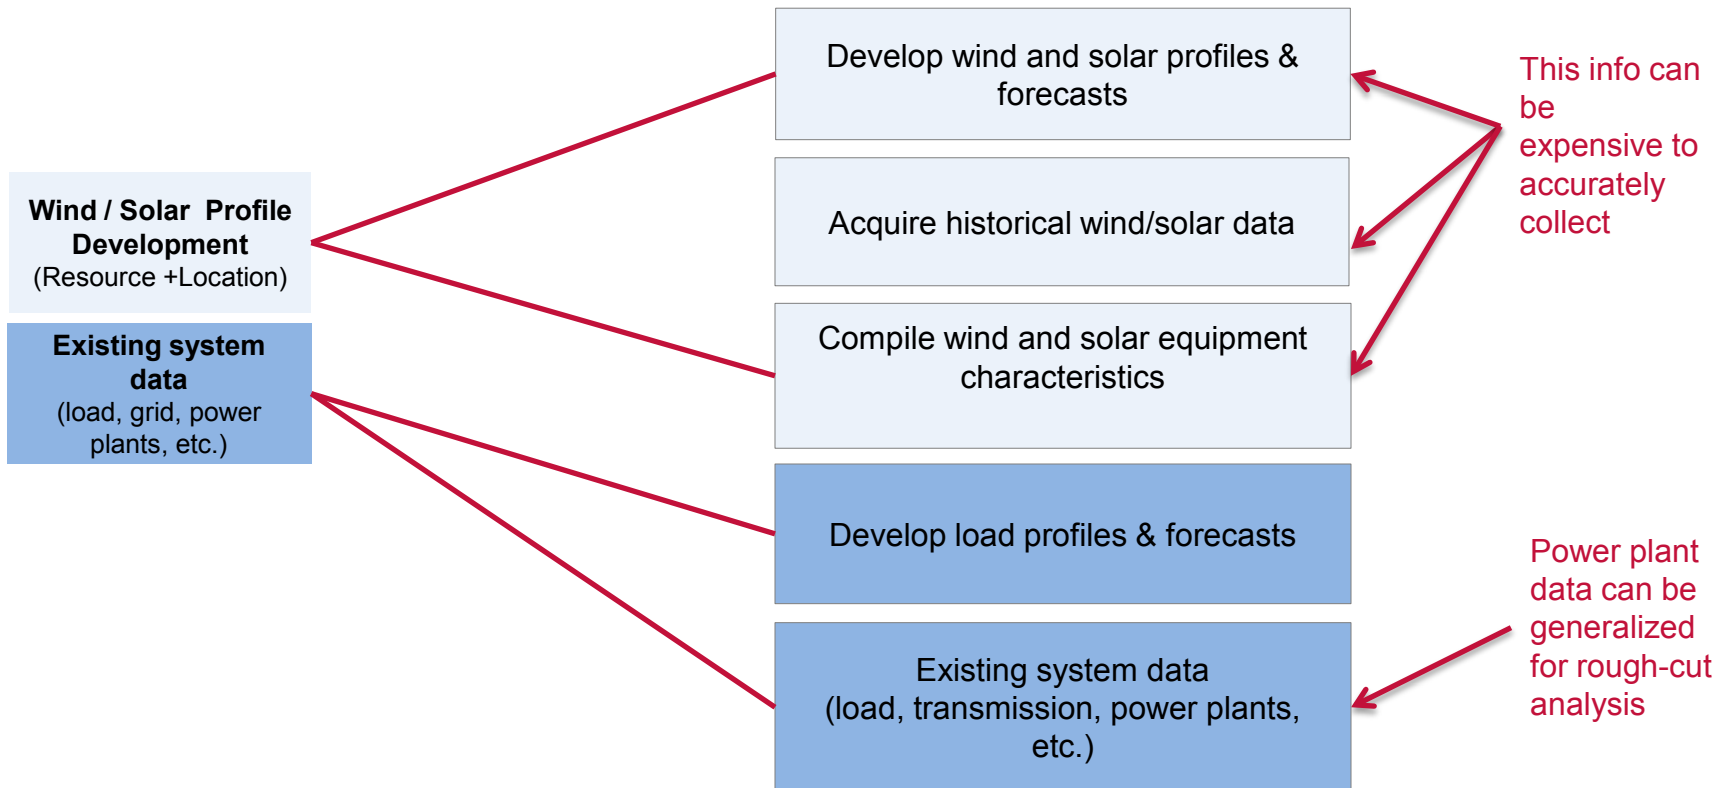 Develop wind and solar profiles &
forecasts
This info can
be
expensive to
accurately
collect
Wind / Solar  Profile
Development
(Resource +Location)
Acquire historical wind/solar data
Existing system
data
(load, grid, power
plants, etc.)
Compile wind and solar equipment
characteristics
Develop load profiles & forecasts
Power plant
data can be
generalized
for rough-cut
analysis
Existing system data
(load, transmission, power plants,
etc.)